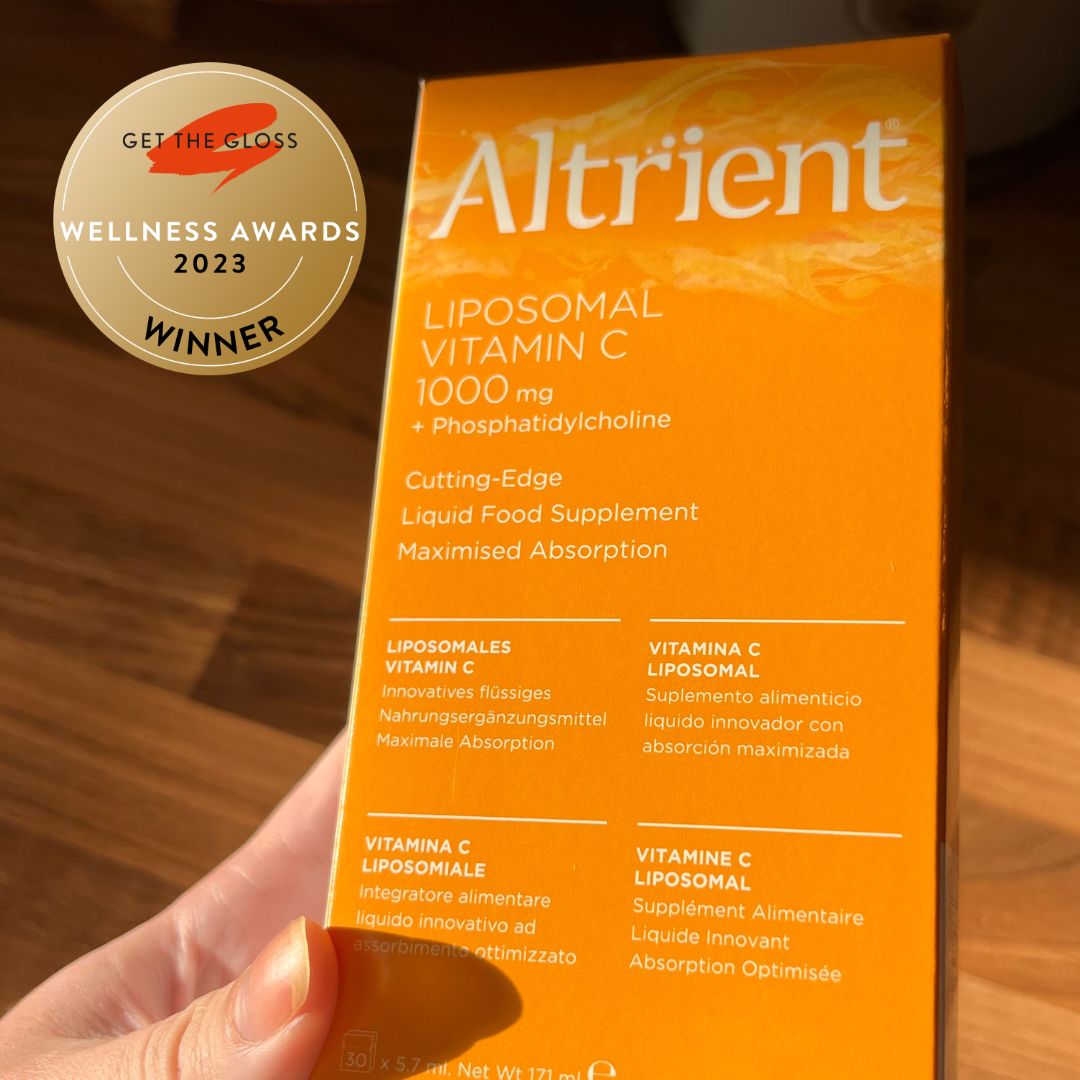 GET THE GLOSS
WELLNESS AWARDS
2023
WINNER
Altrient®
LIPOSOMAL
VITAMIN C
1000 mg
+ Phosphatidylcholine
Cutting-Edge
Liquid Food Supplement
Maximised Absorption
LIPOSOMALES
VITAMIN C
Innovatives flüssiges
Nahrungsergänzungsmittel
Maximale Absorption
VITAMINA C
LIPOSOMAL
Suplemento alimenticio
liquido innovador con
absorción maximizada
VITAMINA C
LIPOSOMIALE
Integratore alimentare
liquido innovativo ad
assorbimento ottimizzato
VITAMINE C
LIPOSOMAL
Supplément Alimentaire
Liquide Innovant
Absorption Optimisée
30 x 5.7 ml. Net Wt 171 ml ℮